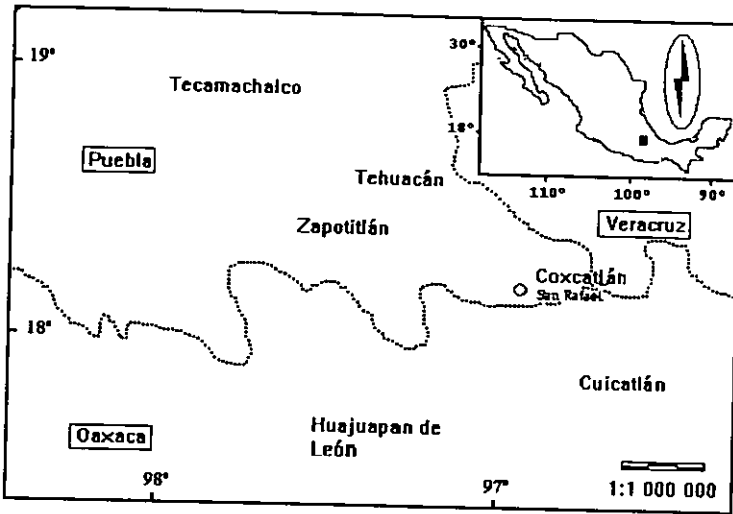 19°
Tecamachalco
30°
18°
110°
100°
90°
Puebla
Tehuacán
Zapotitlán
Veracruz
Coxcatlán
San Rafael
18°
Cuicatlán
Oaxaca
Huajuapan de
León
98°
97°
1:1 000 000